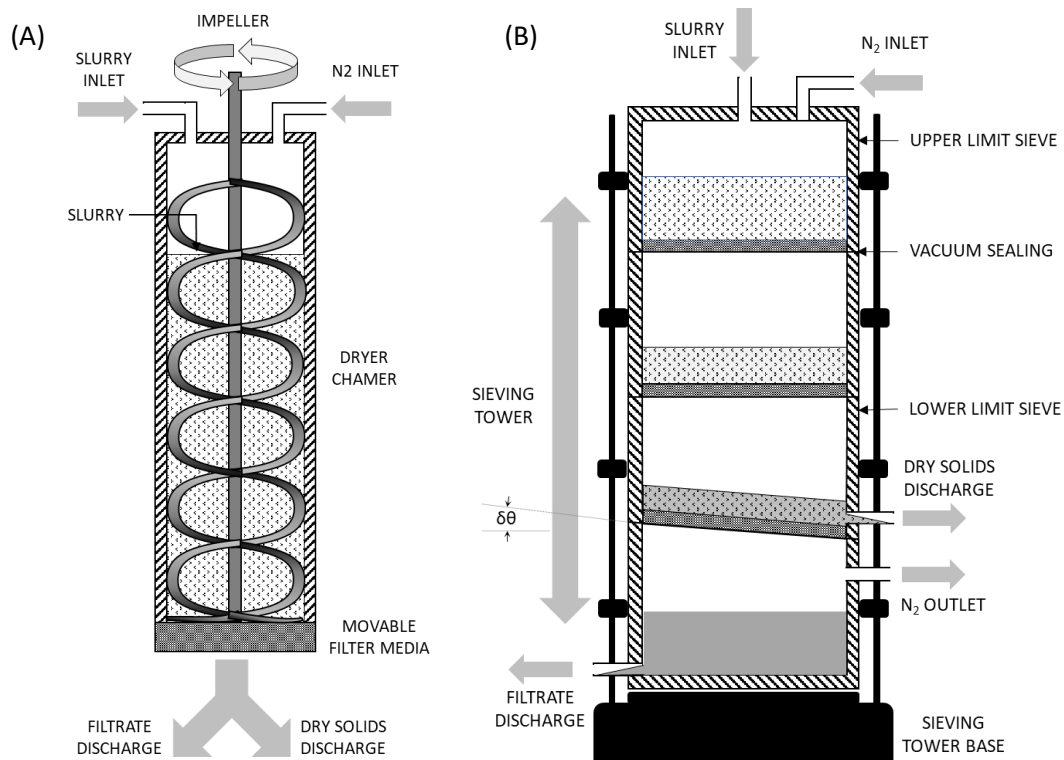 (A)
IMPELLER
SLURRY
INLET
N2 INLET
SLURRY
DRYER
CHAMER
MOVABLE
FILTER MEDIA
FILTRATE
DISCHARGE
DRY SOLIDS
DISCHARGE
(B)
SLURRY
INLET
N₂ INLET
UPPER LIMIT SIEVE
VACUUM SEALING
SIEVING
TOWER
LOWER LIMIT SIEVE
DRY SOLIDS
DISCHARGE
δθ
N₂ OUTLET
FILTRATE
DISCHARGE
SIEVING
TOWER BASE